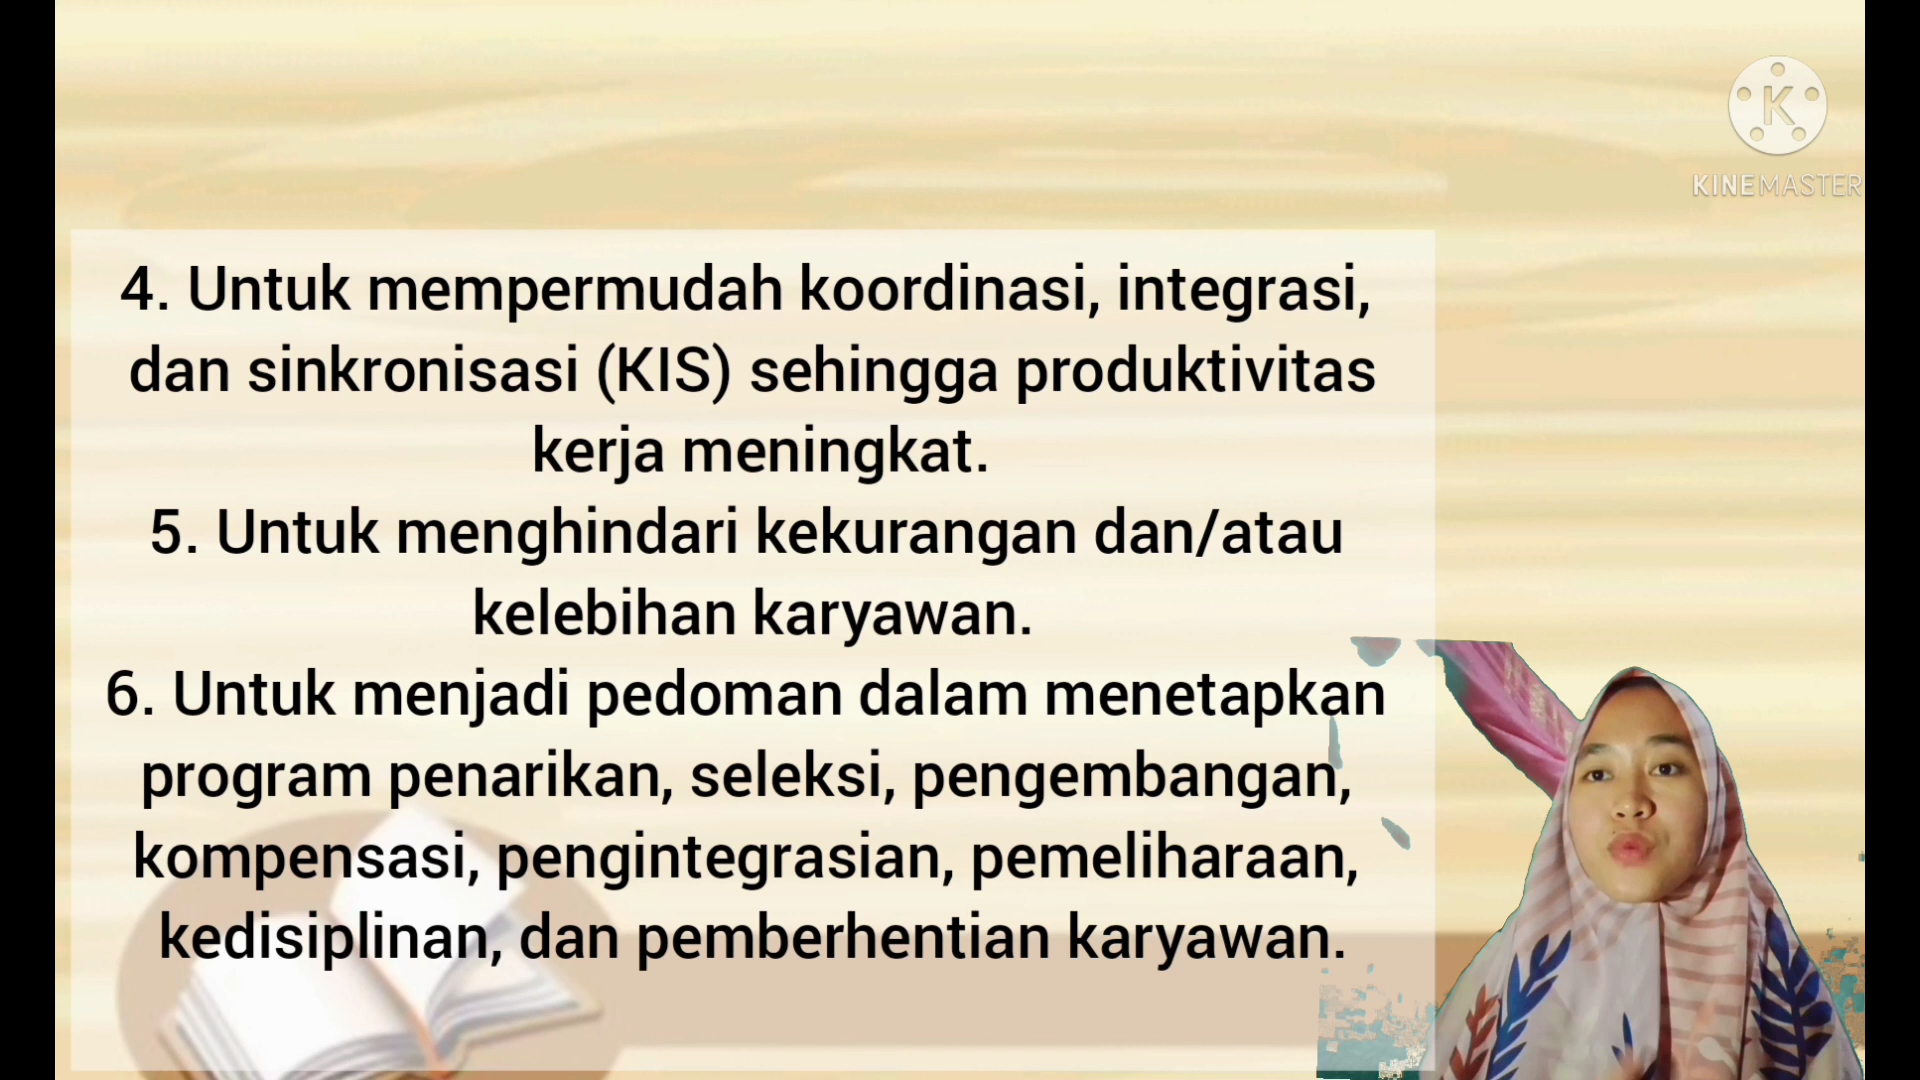 K
KINEMASTER
4. Untuk mempermudah koordinasi, integrasi,
dan sinkronisasi (KIS) sehingga produktivitas
kerja meningkat.
5. Untuk menghindari kekurangan dan/atau
kelebihan karyawan.
6. Untuk menjadi pedoman dalam menetapkan
program penarikan, seleksi, pengembangan,
kompensasi, pengintegrasian, pemeliharaan,
kedisiplinan, dan pemberhentian karyawan.